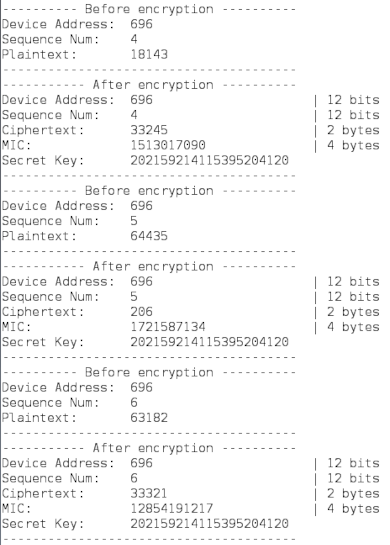 ---------- Before encryption ----------
Device Address: 696
Sequence Num: 4
Plaintext: 18143
---------------------------------------
----------- After encryption ----------
Device Address: 696 | 12 bits
Sequence Num: 4 | 12 bits
Ciphertext: 33245 | 2 bytes
MIC: 1513017090 | 4 bytes
Secret Key: 202159214115395204120
---------------------------------------
---------- Before encryption ----------
Device Address: 696
Sequence Num: 5
Plaintext: 64435
---------------------------------------
----------- After encryption ----------
Device Address: 696 | 12 bits
Sequence Num: 5 | 12 bits
Ciphertext: 206 | 2 bytes
MIC: 1721587134 | 4 bytes
Secret Key: 202159214115395204120
---------------------------------------
---------- Before encryption ----------
Device Address: 696
Sequence Num: 6
Plaintext: 63182
---------------------------------------
----------- After encryption ----------
Device Address: 696 | 12 bits
Sequence Num: 6 | 12 bits
Ciphertext: 33321 | 2 bytes
MIC: 12854191217 | 4 bytes
Secret Key: 202159214115395204120
---------------------------------------